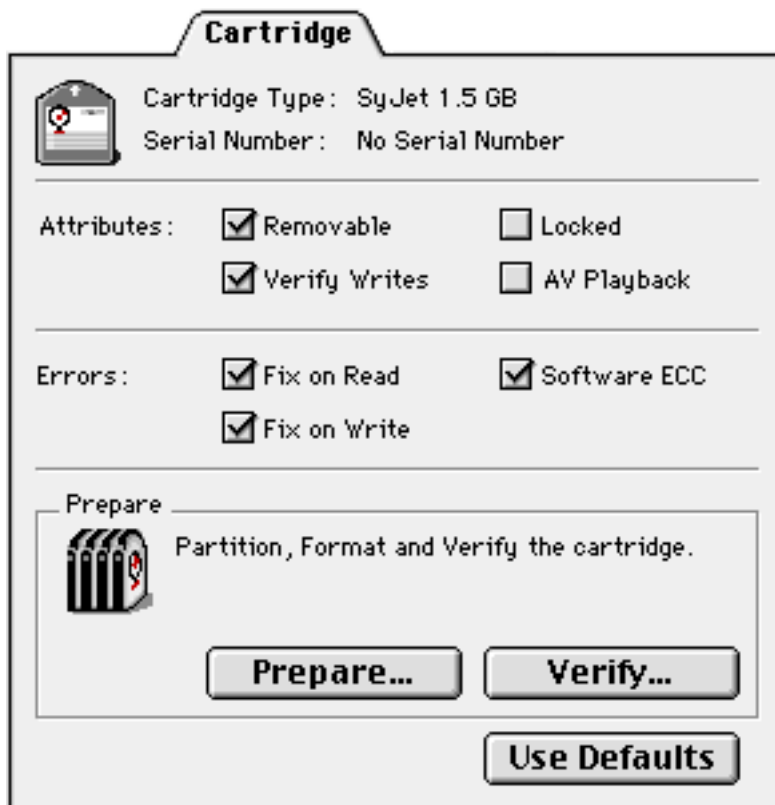 Cartridge
Cartridge Type: SyJet 1.5 GB
Serial Number: No Serial Number
Attributes: Removable Locked
Verify Writes AV Playback
Errors: Fix on Read Software ECC
Fix on Write
Prepare
Partition, Format and Verify the cartridge.
Prepare... Verify...
Use Defaults